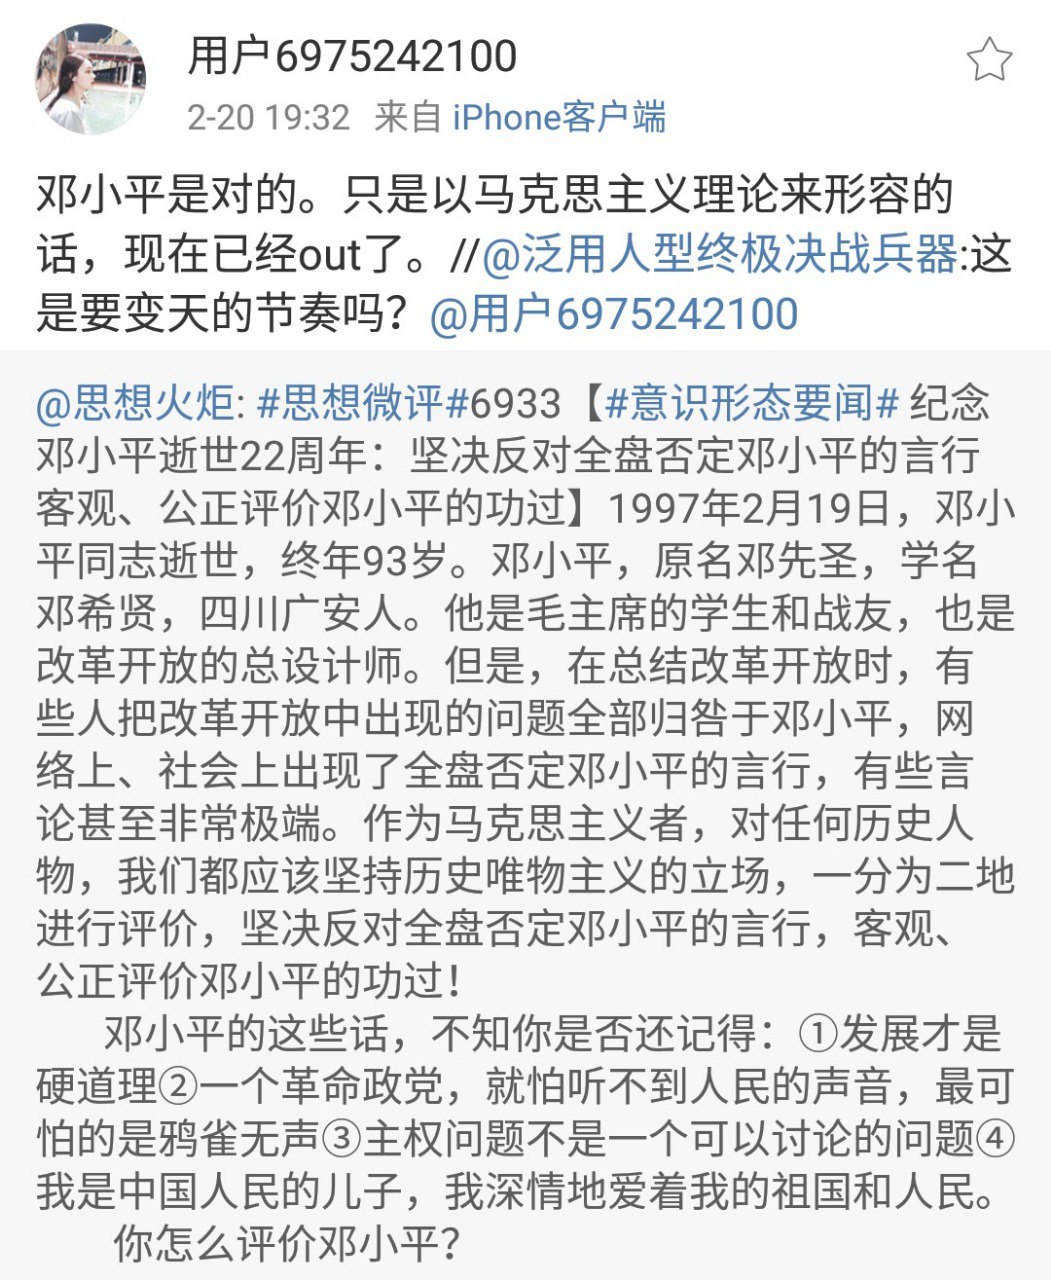 用户6975242100
2-20 19:32 来自 iPhone客户端
邓小平是对的。只是以马克思主义理论来形容的
话，现在已经out了。//@泛用人型终极决战兵器:这
是要变天的节奏吗？@用户6975242100
@思想火炬: #思想微评#6933【#意识形态要闻# 纪念
邓小平逝世22周年：坚决反对全盘否定邓小平的言行
客观、公正评价邓小平的功过】1997年2月19日，邓小
平同志逝世，终年93岁。邓小平，原名邓先圣，学名
邓希贤，四川广安人。他是毛主席的学生和战友，也是
改革开放的总设计师。但是，在总结改革开放时，有
些人把改革开放中出现的问题全部归咎于邓小平，网
络上、社会上出现了全盘否定邓小平的言行，有些言
论甚至非常极端。作为马克思主义者，对任何历史人
物，我们都应该坚持历史唯物主义的立场，一分为二地
进行评价，坚决反对全盘否定邓小平的言行，客观、
公正评价邓小平的功过！
邓小平的这些话，不知你是否还记得：①发展才是
硬道理②一个革命政党，就怕听不到人民的声音，最可
怕的是鸦雀无声③主权问题不是一个可以讨论的问题④
我是中国人民的儿子，我深情地爱着我的祖国和人民。
你怎么评价邓小平？